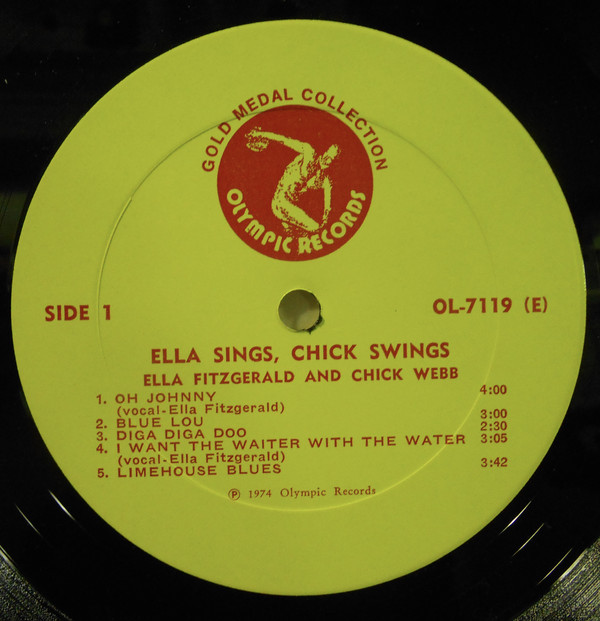 GOLD MEDAL COLLECTION
OLYMPIC RECORDS
SIDE 1
OL-7119 (E)
ELLA SINGS, CHICK SWINGS
ELLA FITZGERALD AND CHICK WEBB
1. OH JOHNNY 4:00
(vocal-Ella Fitzgerald)
2. BLUE LOU 3:00
3. DIGA DIGA DOO 2:30
4. I WANT THE WAITER WITH THE WATER 3:05
(vocal-Ella Fitzgerald)
5. LIMEHOUSE BLUES 3:42
℗ 1974 Olympic Records